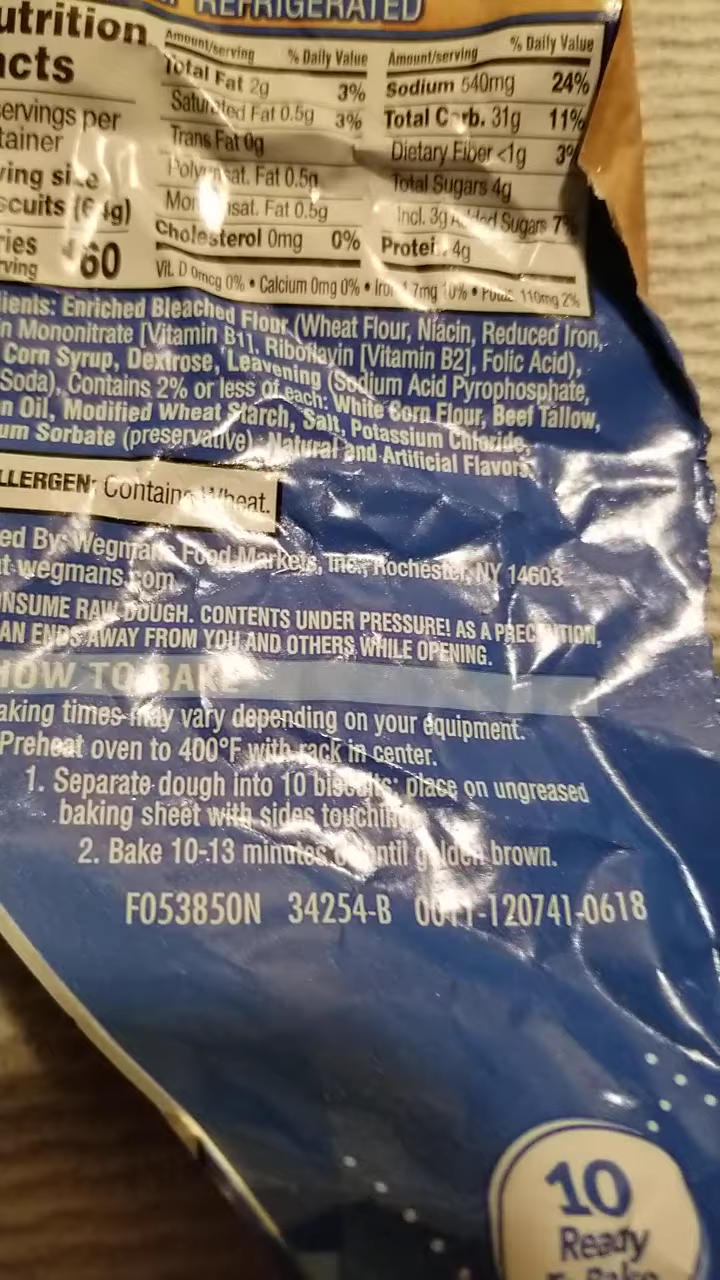 REFRIGERATED
utrition
acts
ervings per
tainer
ving size
scuits (64g)
ries
rving
160
Amount/serving % Daily Value
Total Fat 2g 3%
Saturated Fat 0.5g 3%
Trans Fat 0g
Polyunsat. Fat 0.5g
Monounsat. Fat 0.5g
Cholesterol 0mg 0%
Amount/serving % Daily Value
Sodium 540mg 24%
Total Carb. 31g 11%
Dietary Fiber <1g 3%
Total Sugars 4g
Incl. 3g Added Sugars 7%
Protein 4g
Vit. D 0mcg 0% • Calcium 0mg 0% • Iron 1.7mg 10% • Potas. 110mg 2%
ients: Enriched Bleached Flour (Wheat Flour, Niacin, Reduced Iron,
n Mononitrate [Vitamin B1], Riboflavin [Vitamin B2], Folic Acid),
Corn Syrup, Dextrose, Leavening (Sodium Acid Pyrophosphate,
Soda), Contains 2% or less of each: White Corn Flour, Beef Tallow,
n Oil, Modified Wheat Starch, Salt, Potassium Chloride,
um Sorbate (preservative), Natural and Artificial Flavors.
LLERGEN: Contains Wheat.
ed By: Wegmans Food Markets, Inc., Rochester, NY 14603
t wegmans.com
ONSUME RAW DOUGH. CONTENTS UNDER PRESSURE! AS A PRECAUTION,
AN ENDS AWAY FROM YOU AND OTHERS WHILE OPENING.
HOW TO BAKE
aking times may vary depending on your equipment.
Preheat oven to 400°F with rack in center.
1. Separate dough into 10 biscuits; place on ungreased
baking sheet with sides touching.
2. Bake 10-13 minutes or until golden brown.
F053850N 34254-B 0011-120741-0618
10
Ready